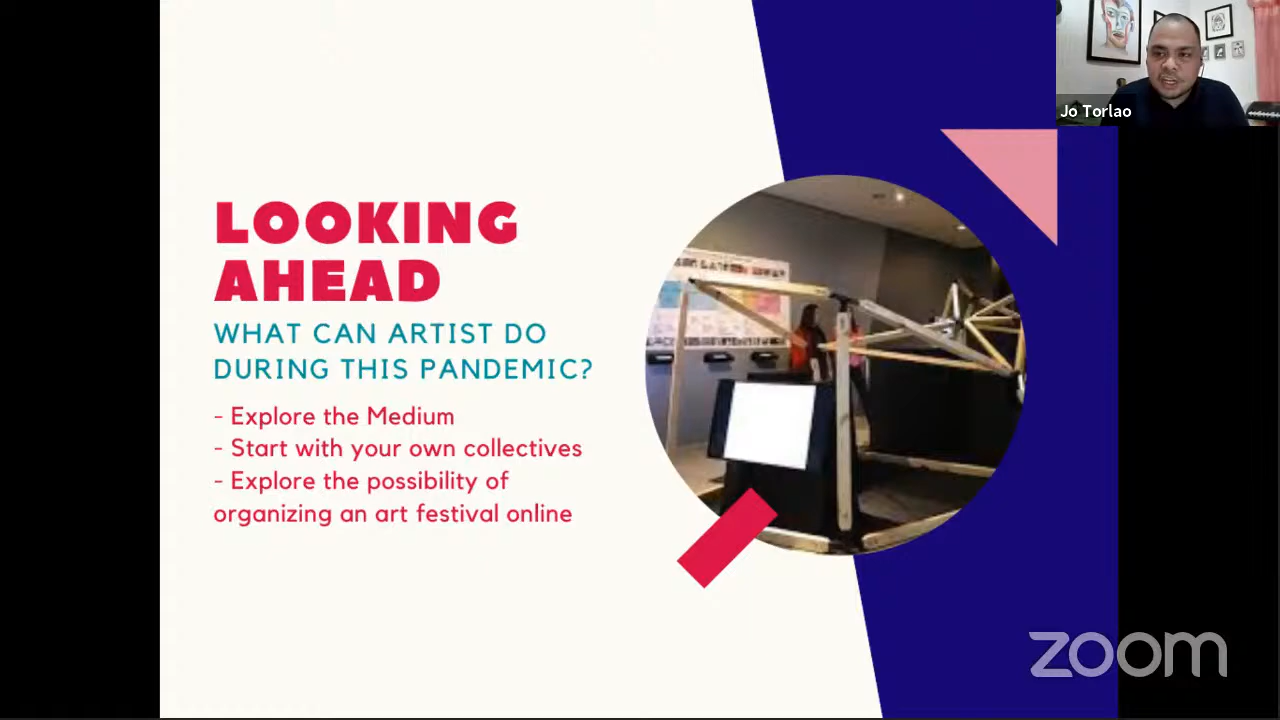 LOOKING
AHEAD
WHAT CAN ARTIST DO
DURING THIS PANDEMIC?
- Explore the Medium
- Start with your own collectives
- Explore the possibility of
organizing an art festival online
Jo Torlao
zoom